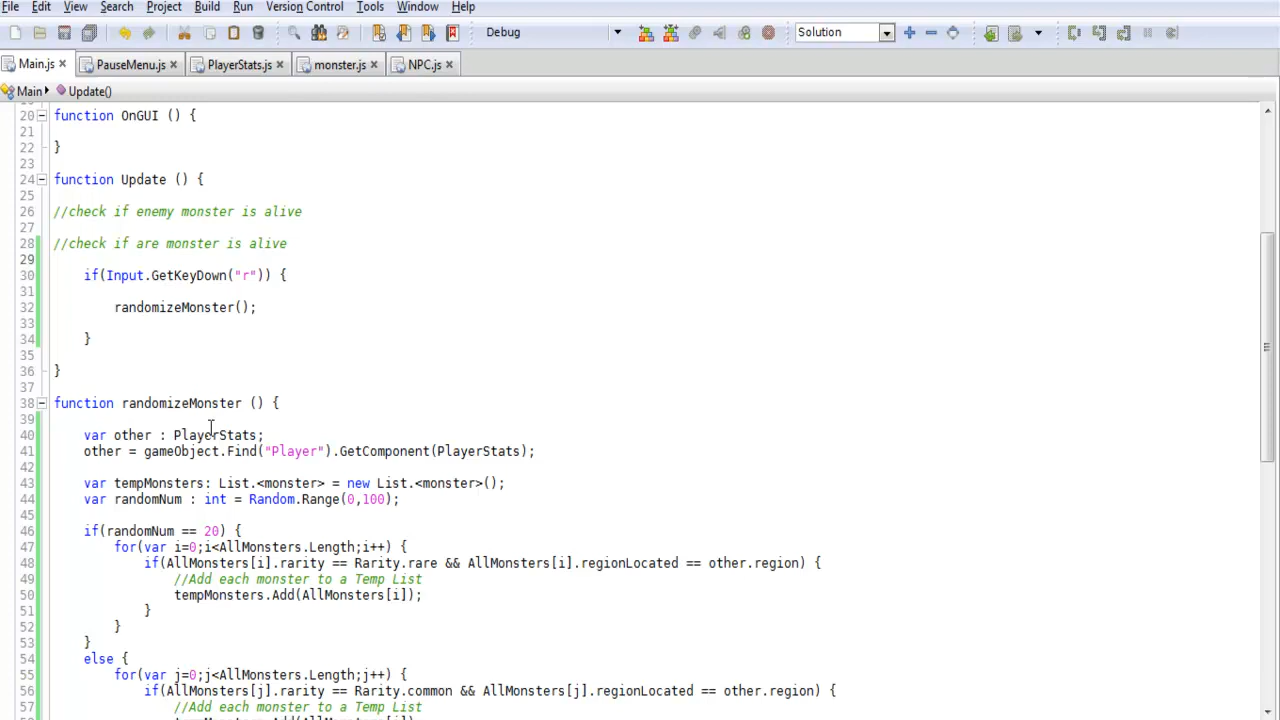 File Edit View Search Project Build Run Version Control Tools Window Help
Debug Solution
Main.js PauseMenu.js PlayerStats.js monster.js NPC.js
Main Update()
20 function OnGUI () {
21
22 }
23
24 function Update () {
25
26 //check if enemy monster is alive
27
28 //check if are monster is alive
29
30 if(Input.GetKeyDown("r")) {
31
32 randomizeMonster();
33
34 }
35
36 }
37
38 function randomizeMonster () {
39
40 var other : PlayerStats;
41 other = gameObject.Find("Player").GetComponent(PlayerStats);
42
43 var tempMonsters: List.<monster> = new List.<monster>();
44 var randomNum : int = Random.Range(0,100);
45
46 if(randomNum == 20) {
47 for(var i=0;i<AllMonsters.Length;i++) {
48 if(AllMonsters[i].rarity == Rarity.rare && AllMonsters[i].regionLocated == other.region) {
49 //Add each monster to a Temp List
50 tempMonsters.Add(AllMonsters[i]);
51 }
52 }
53 }
54 else {
55 for(var j=0;j<AllMonsters.Length;j++) {
56 if(AllMonsters[j].rarity == Rarity.common && AllMonsters[j].regionLocated == other.region) {
57 //Add each monster to a Temp List